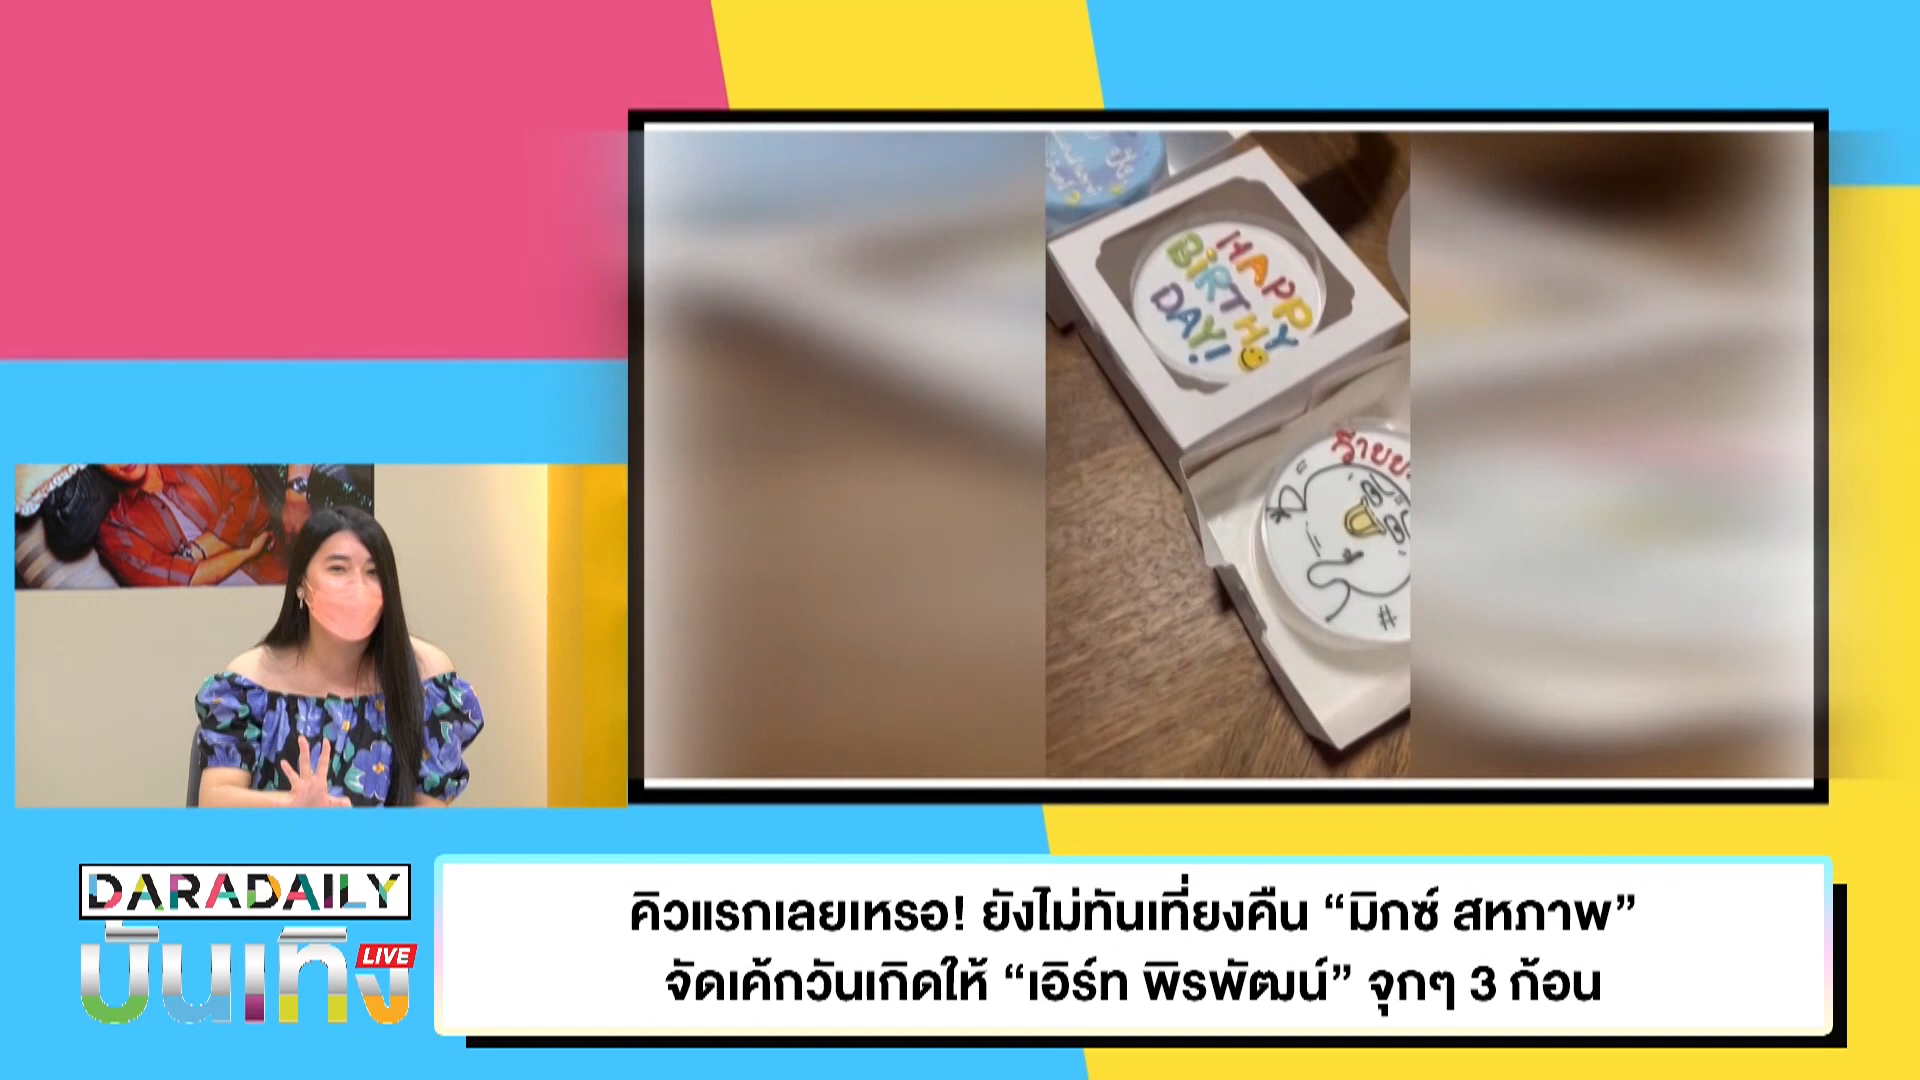 HAPPY
BiRTHY
DAY!
#
DARADAILY
บันเทิง
LIVE
คิวแรกเลยเหรอ! ยังไม่ทันเที่ยงคืน “มิกซ์ สหภาพ”
จัดเค้กวันเกิดให้ “เอิร์ท พิรพัฒน์” จุกๆ 3 ก้อน